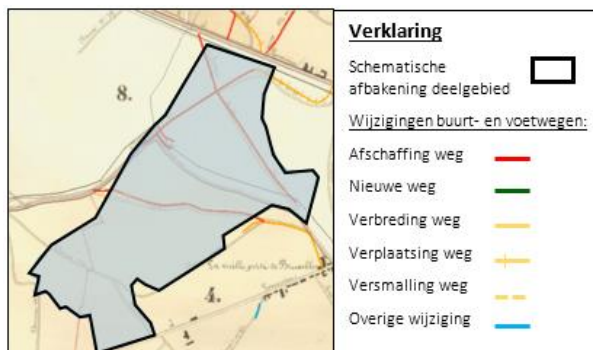 8.
4.
Verklaring
Schematische
afbakening deelgebied
Wijzigingen buurt- en voetwegen:
Afschaffing weg
Nieuwe weg
Verbreding weg
Verplaatsing weg
Versmalling weg
Overige wijziging